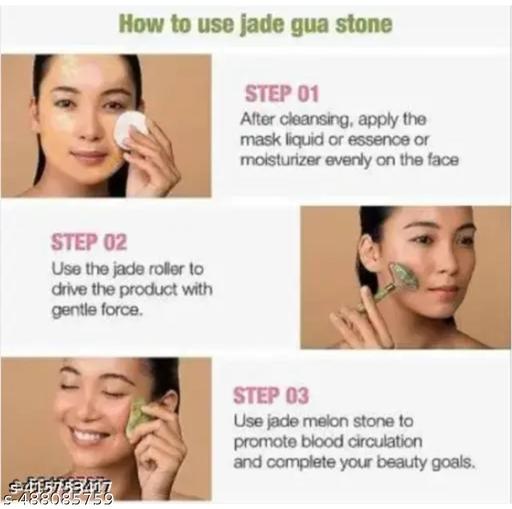 How to use jade gua stone
STEP 01
After cleansing, apply the
mask liquid or essence or
moisturizer evenly on the face
STEP 02
Use the jade roller to
drive the product with
gentle force.
STEP 03
Use jade melon stone to
promote blood circulation
and complete your beauty goals.
s-488085759